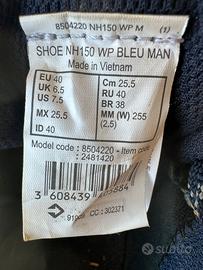 8504220 NH150 WP M (1)
SHOE NH150 WP BLEU MAN
Made in Vietnam
EU 40 Cm 25.5
UK 6.5 RU 40
US 7.5 BR 38
MX 25.5 MM (W) 255
ID 40 (2.5)
Model code : 8504220 - Item code
: 2481420
3 608439
CC : 302371
subito